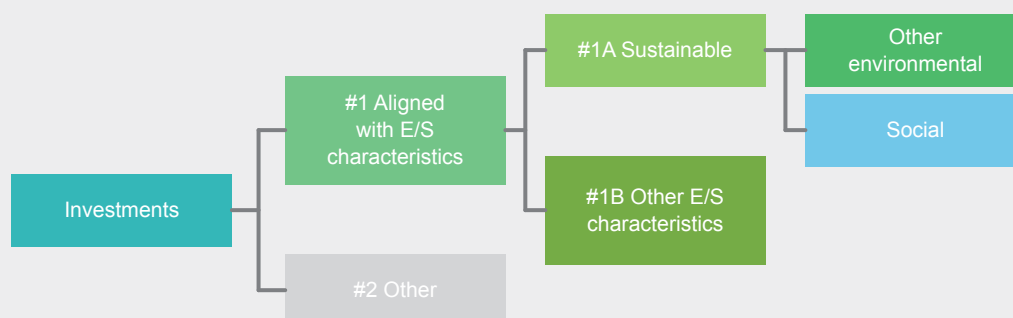 Investments
#1 Aligned
with E/S
characteristics
#2 Other
#1A Sustainable
#1B Other E/S
characteristics
Other
environmental
Social